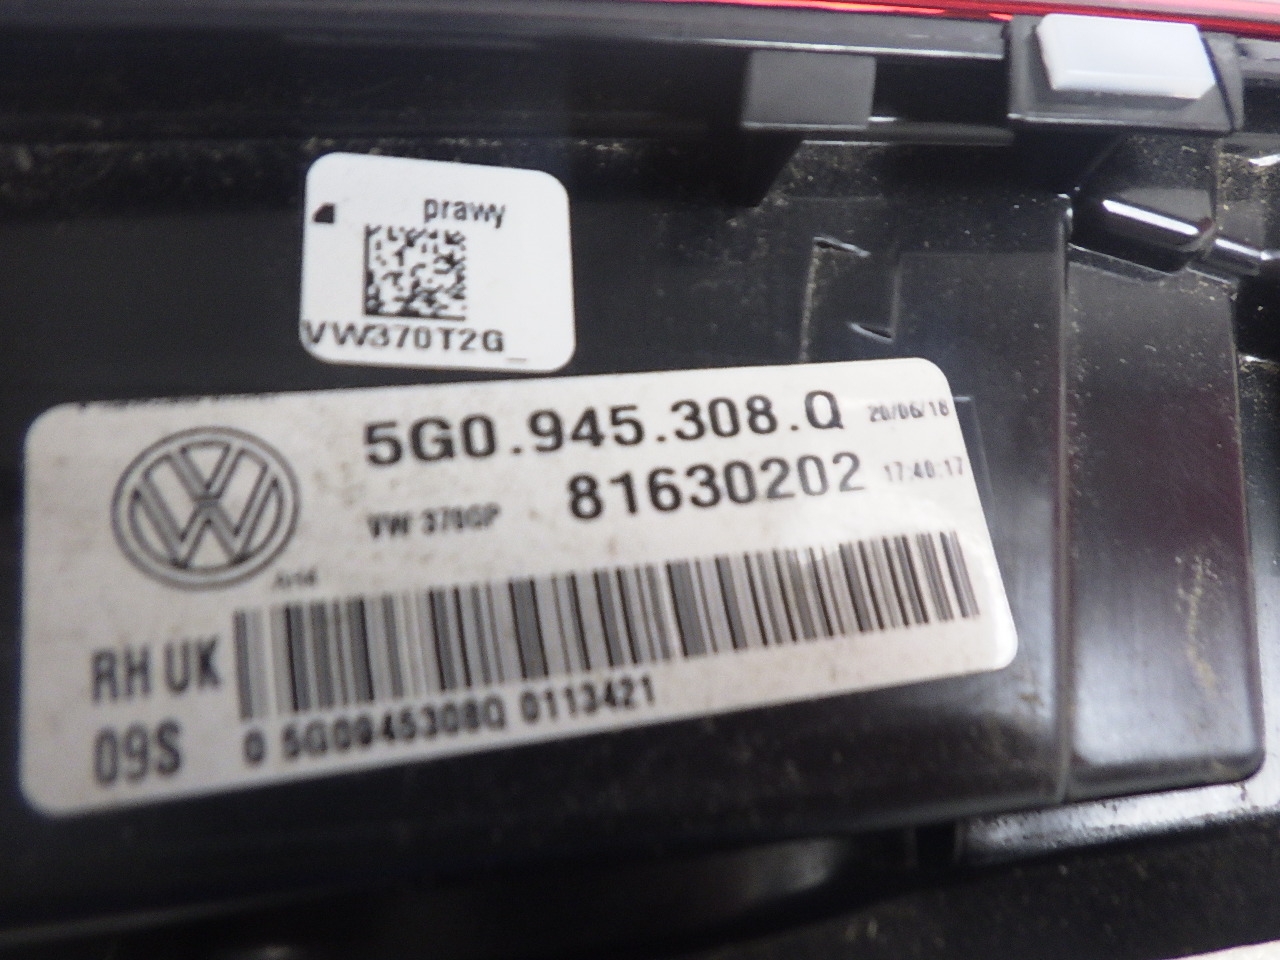 prawy
VW370T2G_
5G0.945.308.Q 20/06/18
81630202 17:40:17
VW 370GP
RH UK
09S
0 5G0945308Q 0113421